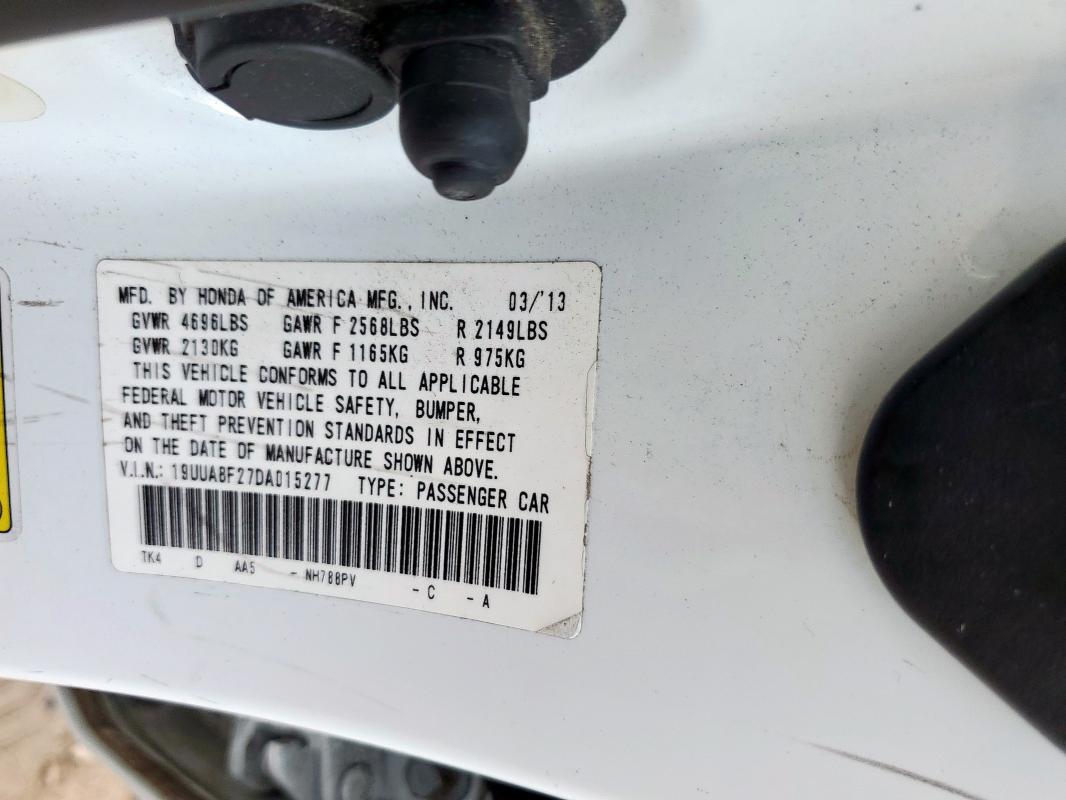 MFD. BY HONDA OF AMERICA MFG., INC. 03/'13
GVWR 4696LBS GAWR F 2568LBS R 2149LBS
GVWR 2130KG GAWR F 1165KG R 975KG
THIS VEHICLE CONFORMS TO ALL APPLICABLE
FEDERAL MOTOR VEHICLE SAFETY, BUMPER,
AND THEFT PREVENTION STANDARDS IN EFFECT
ON THE DATE OF MANUFACTURE SHOWN ABOVE.
V.I.N.: 19UUA8F27DA015277 TYPE: PASSENGER CAR
TK4 D AA5 - NH788PV - C - A